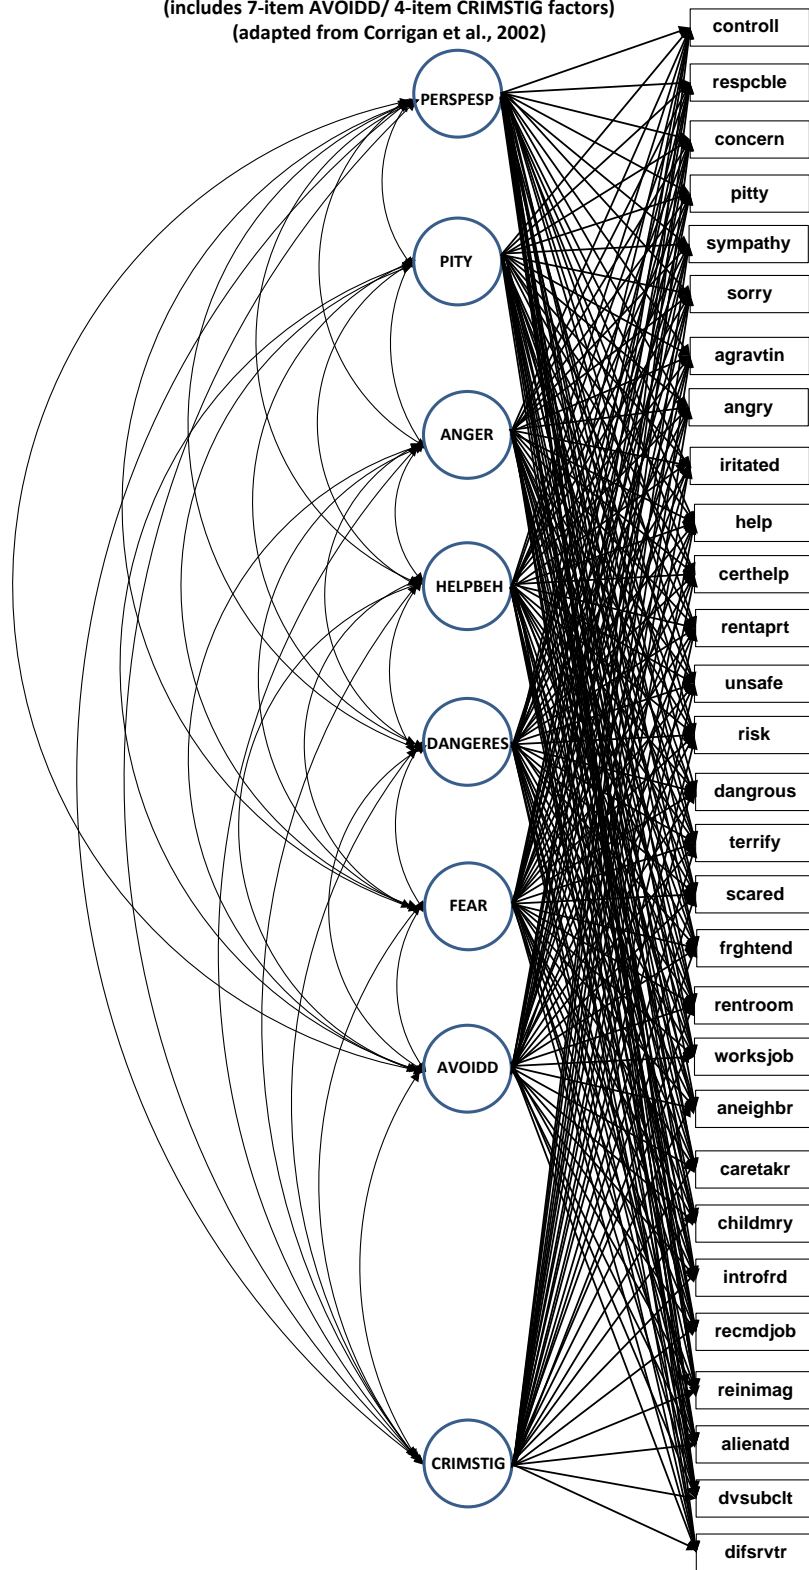 (includes 7-item AVOIDD/ 4-item CRIMSTIG factors)
(adapted from Corrigan et al., 2002)
PERSPESP
PITY
ANGER
HELPBEH
DANGERES
FEAR
AVOIDD
CRIMSTIG
controll
respcble
concern
pitty
sympathy
sorry
agravtin
angry
iritated
help
certhelp
rentaprt
unsafe
risk
dangrous
terrify
scared
frghtend
rentroom
worksjob
aneighbr
caretakr
childmry
introfrd
recmdjob
reinimag
alienatd
dvsubclt
difsrvtr